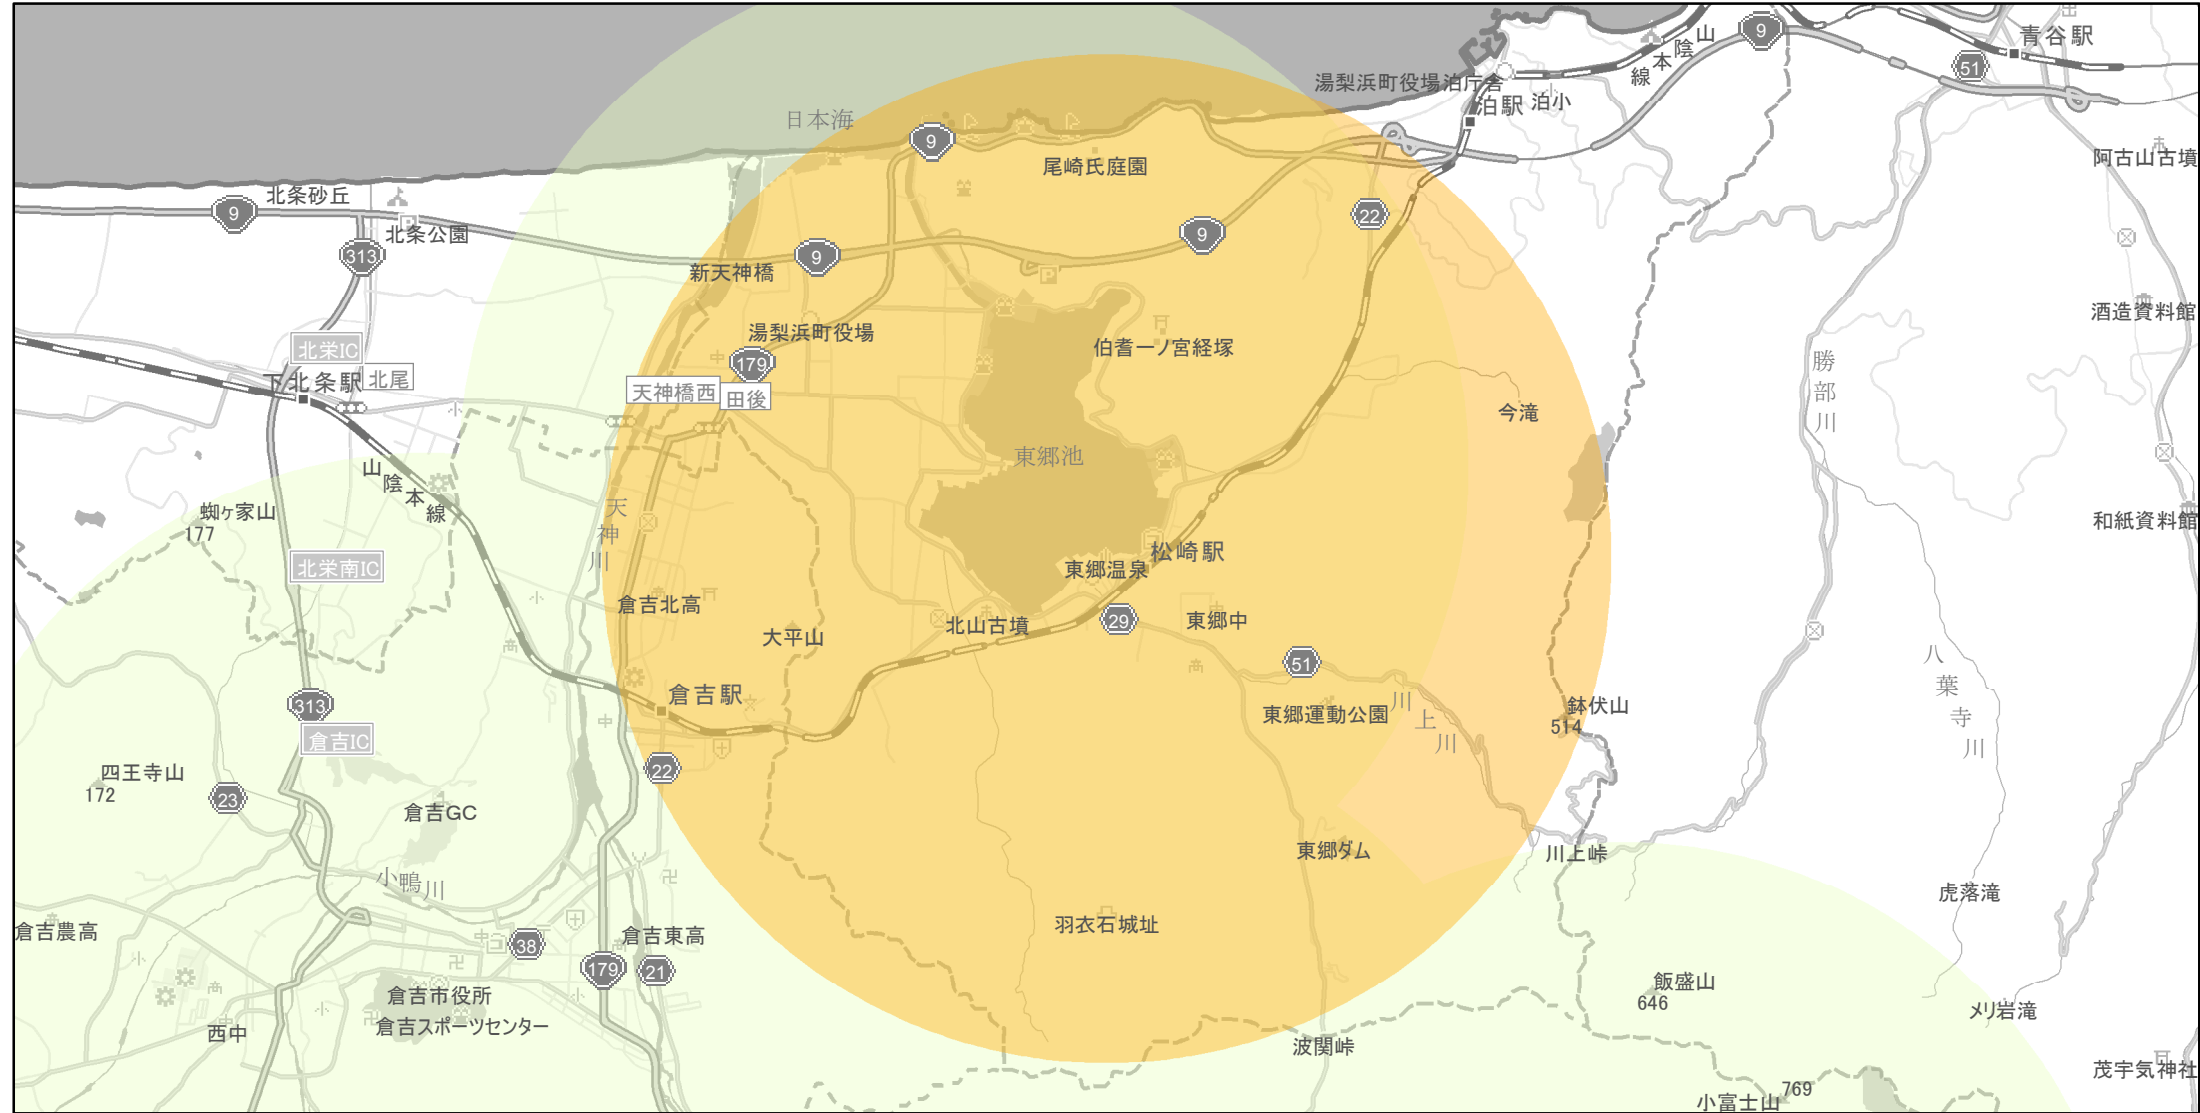 青谷駅
9
51
山陰本線
湯梨浜町役場泊庁舎
泊駅
泊小
日本海
9
尾崎氏庭園
阿古山古墳
北条砂丘
9
北条公園
313
22
9
9
新天神橋
酒造資料館
湯梨浜町役場
伯耆一ノ宮経塚
北栄IC
下北条駅
北尾
179
天神橋西
田後
今滝
勝部川
東郷池
山陰本線
蜘ヶ家山
177
天神川
和紙資料館
松崎駅
東郷温泉
北栄南IC
倉吉北高
大平山
北山古墳
29
東郷中
51
八葉寺川
倉吉駅
313
倉吉IC
東郷運動公園
川上川
鉢伏山
514
四王寺山
172
23
22
倉吉GC
東郷ダム
川上峠
小鴨川
虎落滝
倉吉農高
38
倉吉東高
羽衣石城址
179
21
倉吉市役所
倉吉スポーツセンター
西中
飯盛山
646
メリ岩滝
波関峠
茂宇気神社
769
小富士山